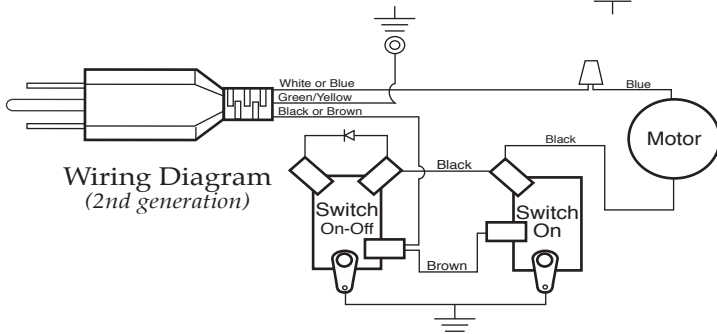 White or Blue
Green/Yellow
Black or Brown
Blue
Black
Motor
Wiring Diagram
(2nd generation)
Black
Switch
On-Off
Switch
On
Brown